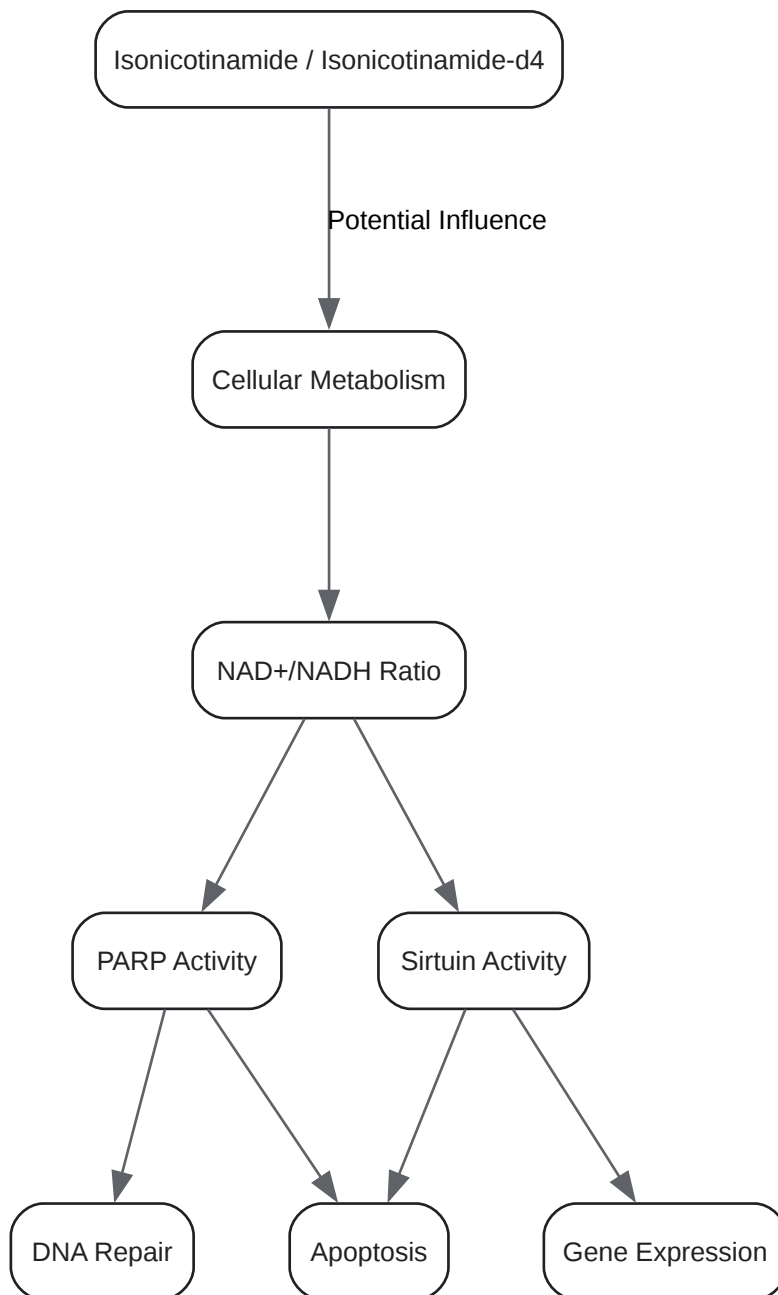 Isonicotinamide / Isonicotinamide-d4
Potential Influence
Cellular Metabolism
NAD+/NADH Ratio
PARP Activity
Sirtuin Activity
DNA Repair
Apoptosis
Gene Expression